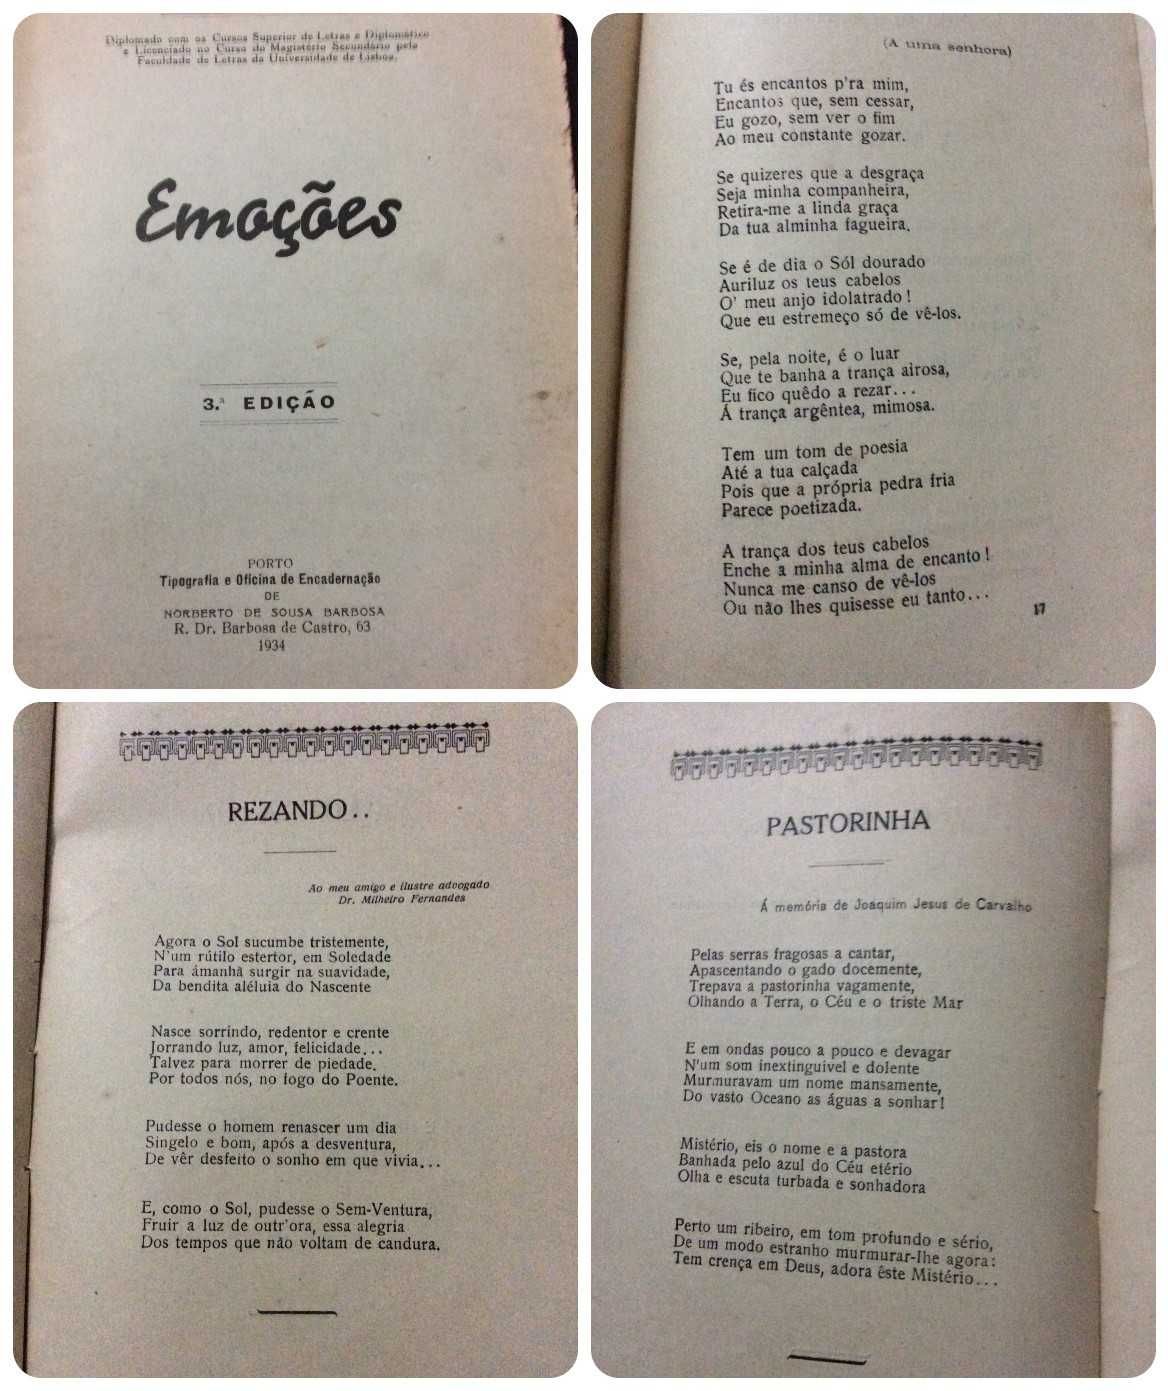 Diplomado com os Cursos Superior de Letras e Diplomático
e Licenciado no Curso do Magistério Secundário pela
Faculdade de Letras da Universidade de Lisboa.
Emoções
3.ª EDIÇÃO
PORTO
Tipografia e Oficina de Encadernação
DE
NORBERTO DE SOUSA BARBOSA
R. Dr. Barbosa de Castro, 63
1934
(A uma senhora)
Tu és encantos p'ra mim,
Encantos que, sem cessar,
Eu gozo, sem ver o fim
Ao meu constante gozar.
Se quizeres que a desgraça
Seja minha companheira,
Retira-me a linda graça
Da tua alminha fagueira.
Se é de dia o Sól dourado
Auriluz os teus cabelos
O' meu anjo idolatrado!
Que eu estremeço só de vê-los.
Se, pela noite, é o luar
Que te banha a trança airosa,
Eu fico quêdo a rezar...
Á trança argêntea, mimosa.
Tem um tom de poesia
Até a tua calçada
Pois que a própria pedra fria
Parece poetizada.
A trança dos teus cabelos
Enche a minha alma de encanto!
Nunca me canso de vê-los
Ou não lhes quisesse eu tanto...
17
REZANDO..
Ao meu amigo e ilustre advogado
Dr. Milheiro Fernandes
Agora o Sol sucumbe tristemente,
N'um rútilo estertor, em Soledade
Para ámanhã surgir na suavidade,
Da bendita aléluia do Nascente
Nasce sorrindo, redentor e crente
Jorrando luz, amor, felicidade...
Talvez para morrer de piedade.
Por todos nós, no fogo do Poente.
Pudesse o homem renascer um dia
Singelo e bom, após a desventura,
De vêr desfeito o sonho em que vivia...
E, como o Sol, pudesse o Sem-Ventura,
Fruir a luz de outr'ora, essa alegria
Dos tempos que não voltam de candura.
PASTORINHA
Á memória de Joaquim Jesus de Carvalho
Pelas serras fragosas a cantar,
Apascentando o gado docemente,
Trepava a pastorinha vagamente,
Olhando a Terra, o Céu e o triste Mar
E em ondas pouco a pouco e devagar
N'um som inextinguivel e dolente
Murmuravam um nome mansamente,
Do vasto Oceano as águas a sonhar!
Mistério, eis o nome e a pastora
Banhada pelo azul do Céu etério
Olha e escuta turbada e sonhadora
Perto um ribeiro, em tom profundo e sério,
De um modo estranho murmurar-lhe agora:
Tem crença em Deus, adora êste Mistério...